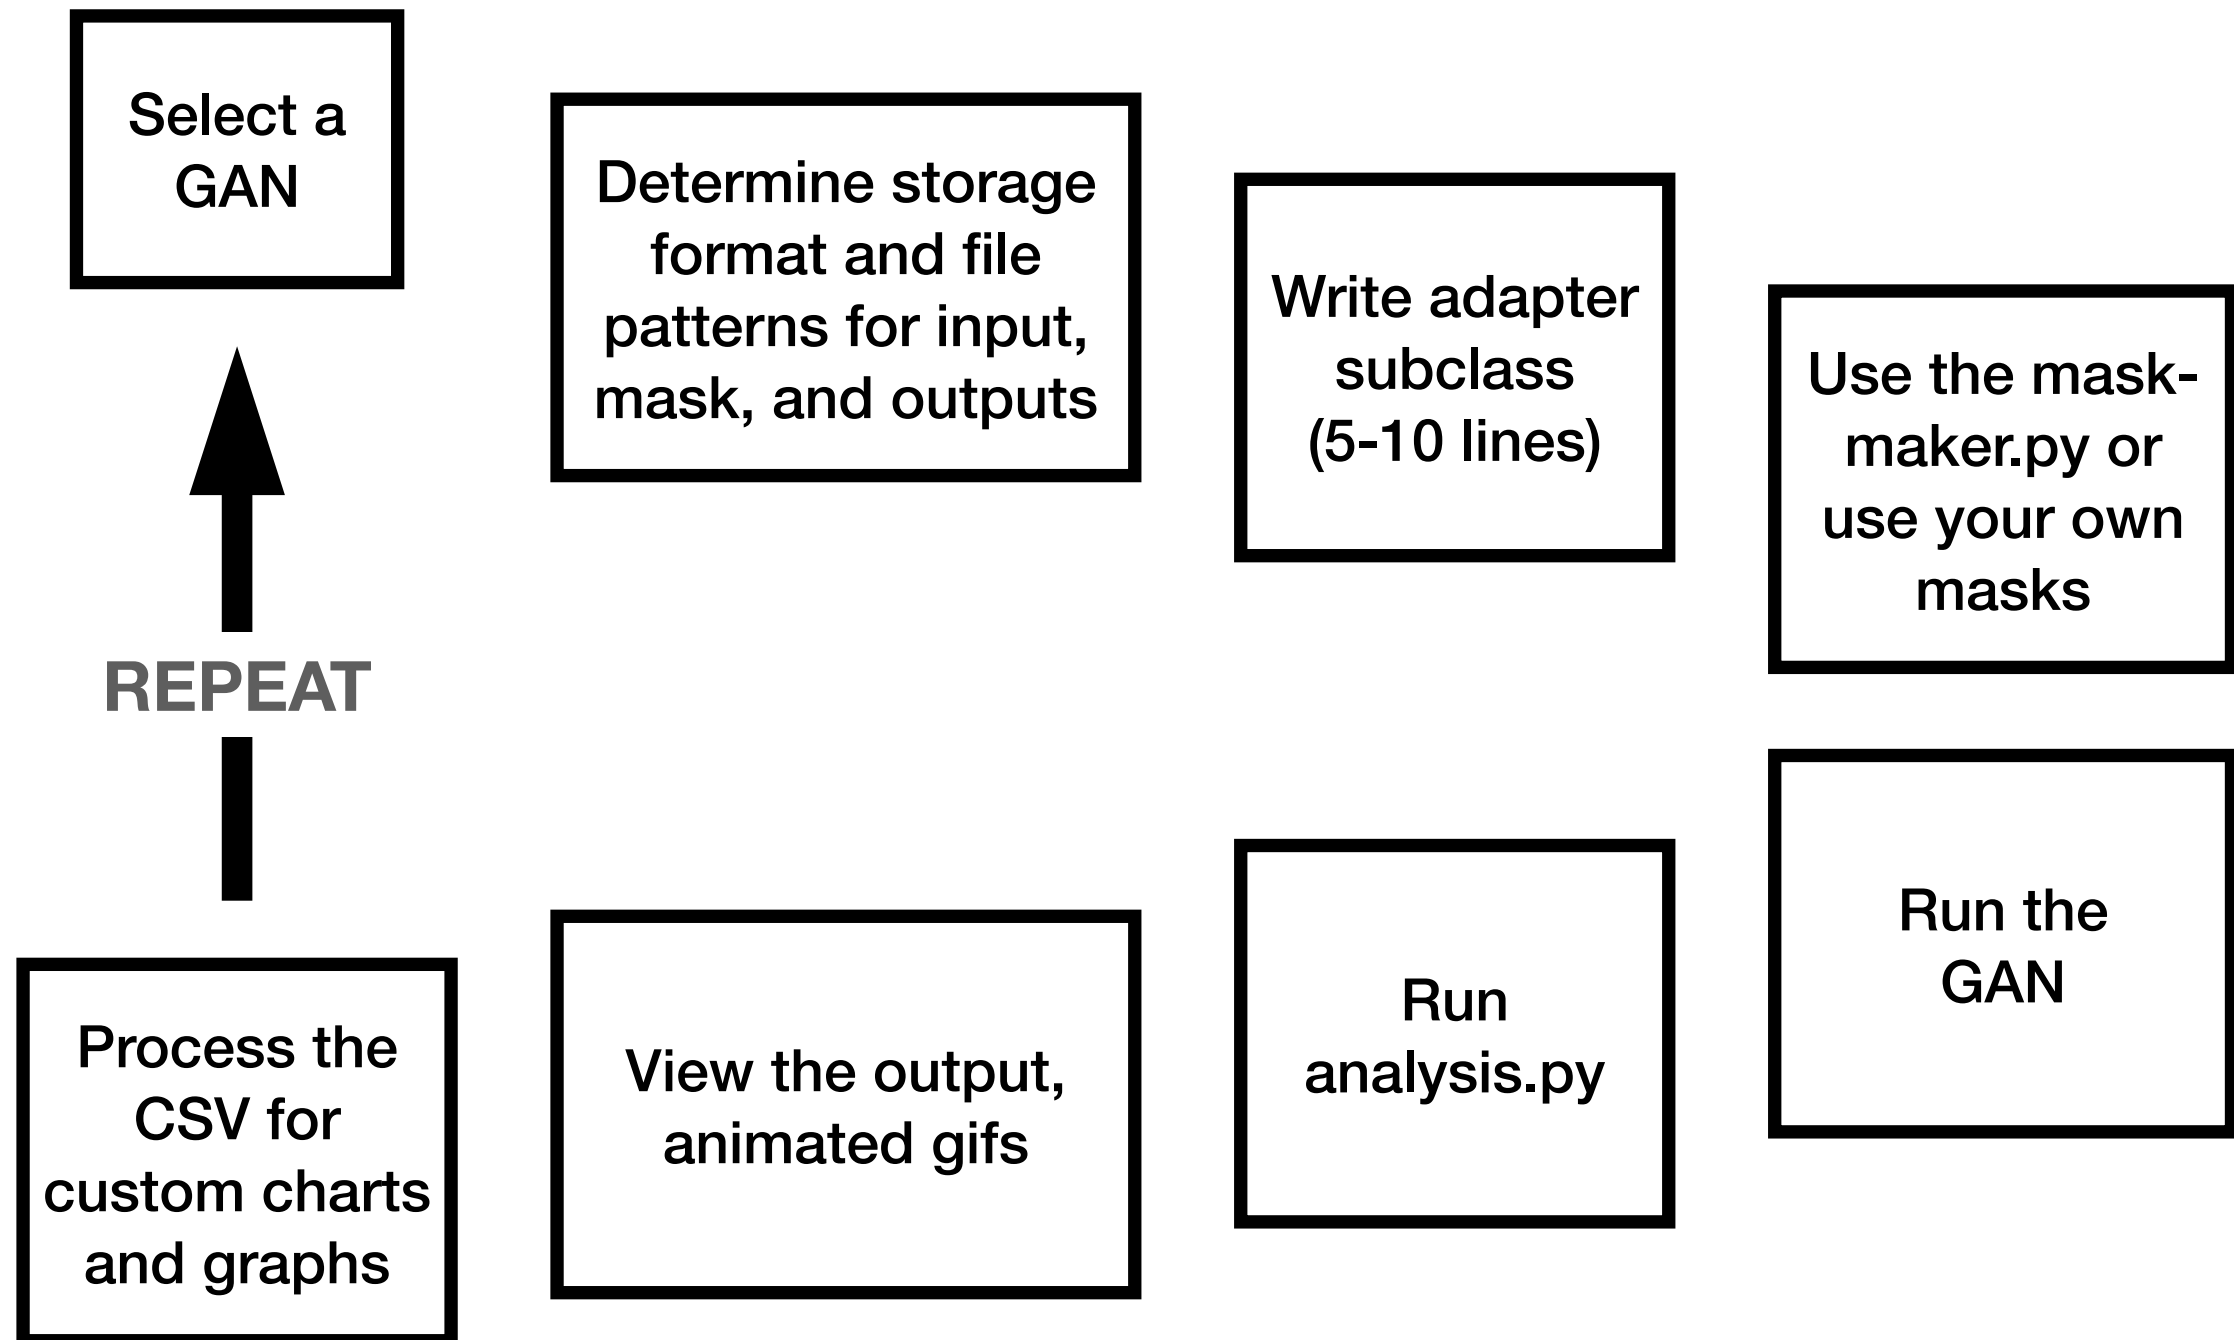 Select a
GAN
Determine storage
format and file
patterns for input,
mask, and outputs
Write adapter
subclass
(5-10 lines)
Use the mask-
maker.py or
use your own
masks
REPEAT
Run the
GAN
Run
analysis.py
View the output,
animated gifs
Process the
CSV for
custom charts
and graphs